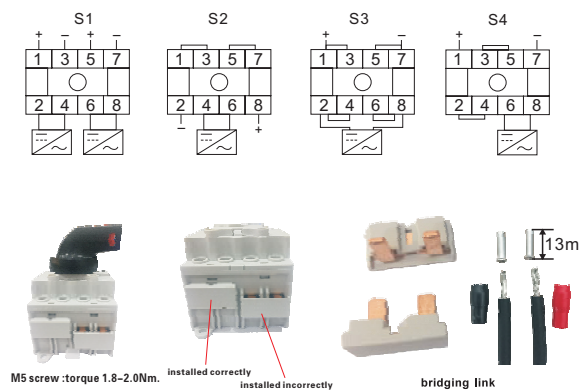 S1 S2 S3 S4
+ − + − + − + −
1 3 5 7 1 3 5 7 1 3 5 7 1 3 5 7
2 4 6 8 2 4 6 8 2 4 6 8 2 4 6 8
− +
13m
M5 screw :torque 1.8–2.0Nm.
installed correctly
installed incorrectly
bridging link